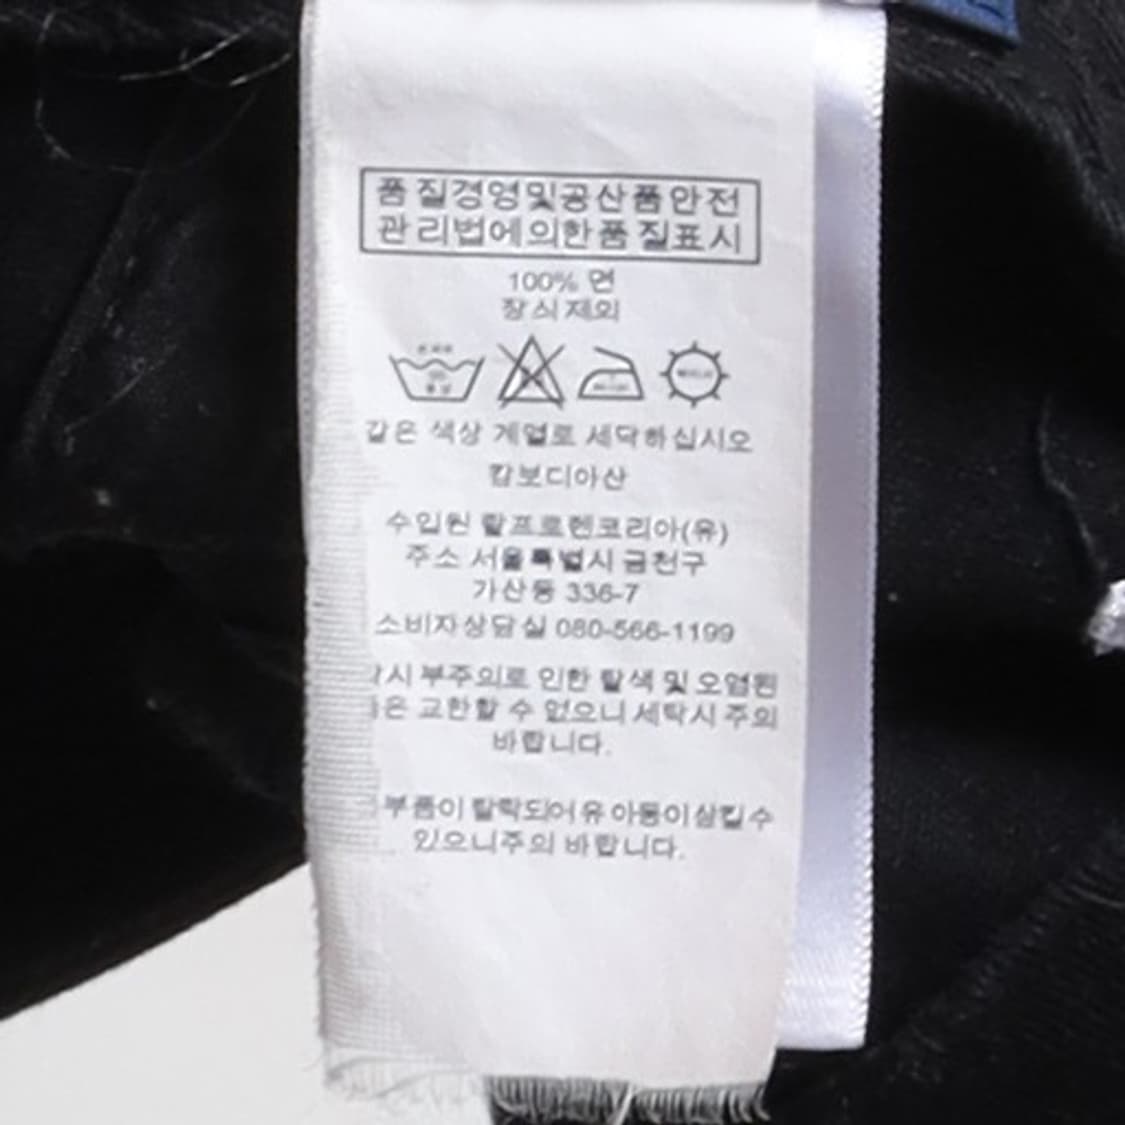 품질경영및공산품안전
관리법에의한품질표시
100% 면
장식제외
같은 색상 계열로 세탁하십시오
캄보디아산
수입원 랄프로렌코리아(유)
주소 서울특별시 금천구
가산동 336-7
소비자상담실 080-566-1199
시 부주의로 인한 탈색 및 오염된
은 교환할 수 없으니 세탁시 주의
바랍니다.
부품이 탈락되어 유아동이 삼킬 수
있으니 주의 바랍니다.